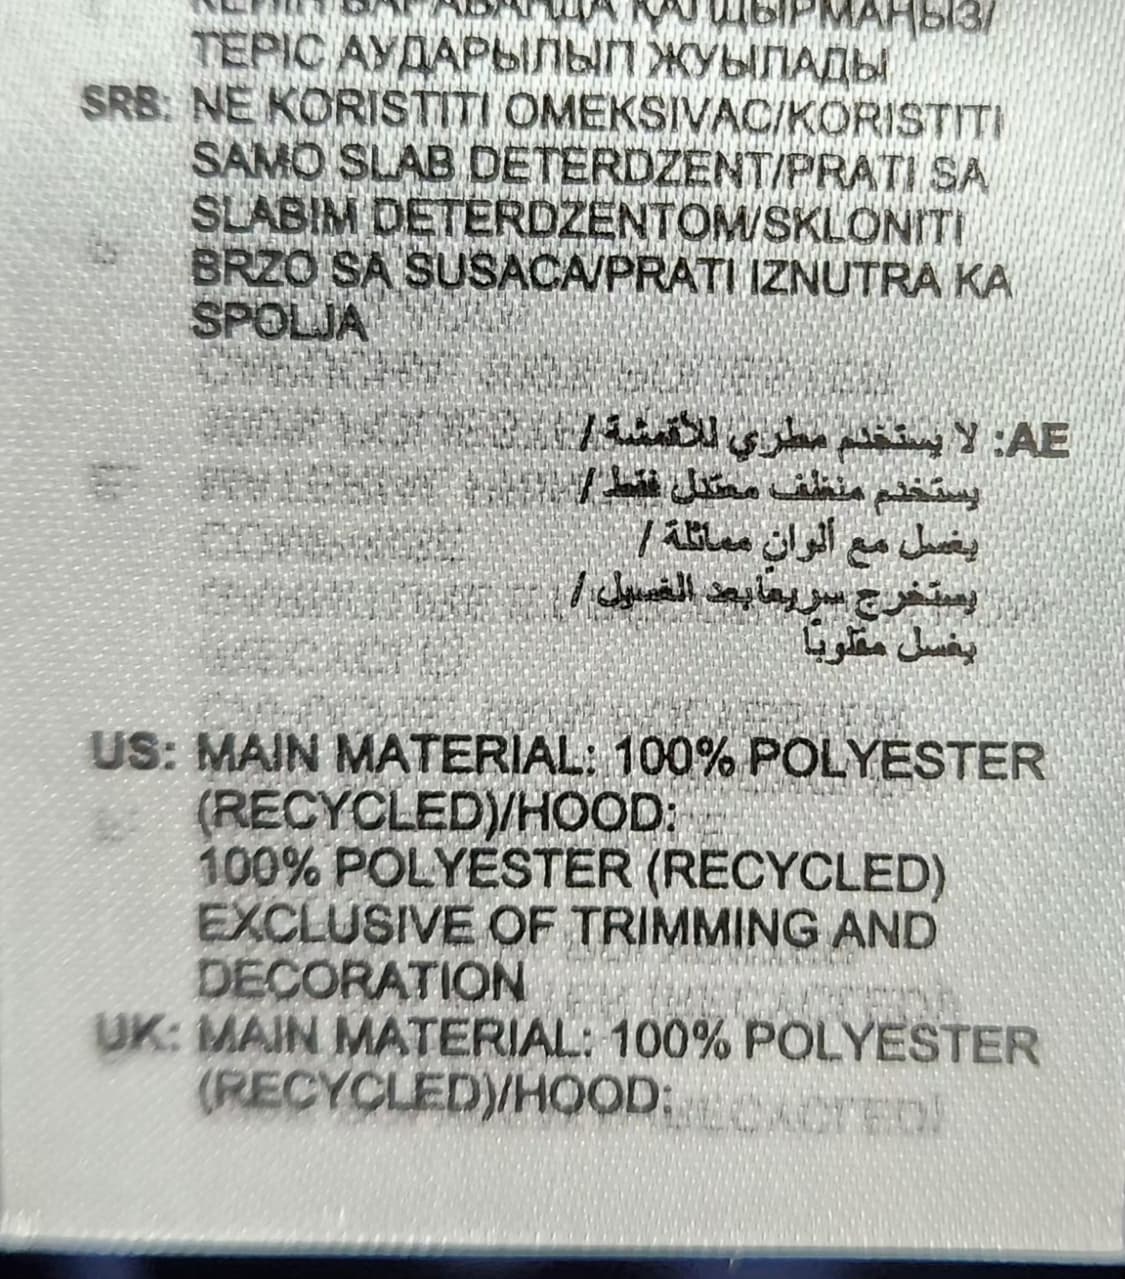 ТЕРІС АУДАРЫЛЫП ЖУЫЛАДЫ
SRB: NE KORISTITI OMEKSIVAC/KORISTITI
SAMO SLAB DETERDZENT/PRATI SA
SLABIM DETERDZENTOM/SKLONITI
BRZO SA SUSACA/PRATI IZNUTRA KA
SPOLJA
AE: لا يستخدم مطري للأقمشة /
يستخدم منظف معتدل فقط /
يغسل مع ألوان مماثلة /
يستخرج سريعًا بعد الغسيل /
يغسل مقلوبًا
US: MAIN MATERIAL: 100% POLYESTER
(RECYCLED)/HOOD:
100% POLYESTER (RECYCLED)
EXCLUSIVE OF TRIMMING AND
DECORATION
UK: MAIN MATERIAL: 100% POLYESTER
(RECYCLED)/HOOD: